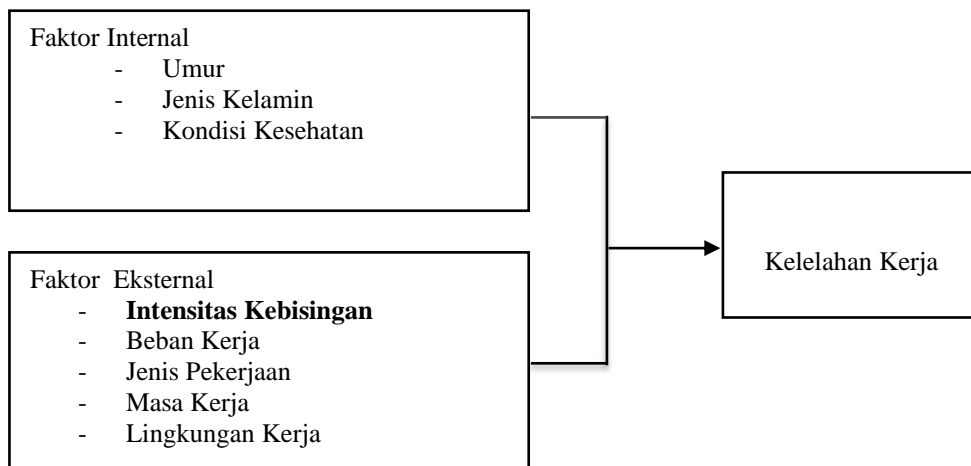 Faktor Internal
- Umur
- Jenis Kelamin
- Kondisi Kesehatan
Faktor Eksternal
- Intensitas Kebisingan
- Beban Kerja
- Jenis Pekerjaan
- Masa Kerja
- Lingkungan Kerja
Kelelahan Kerja